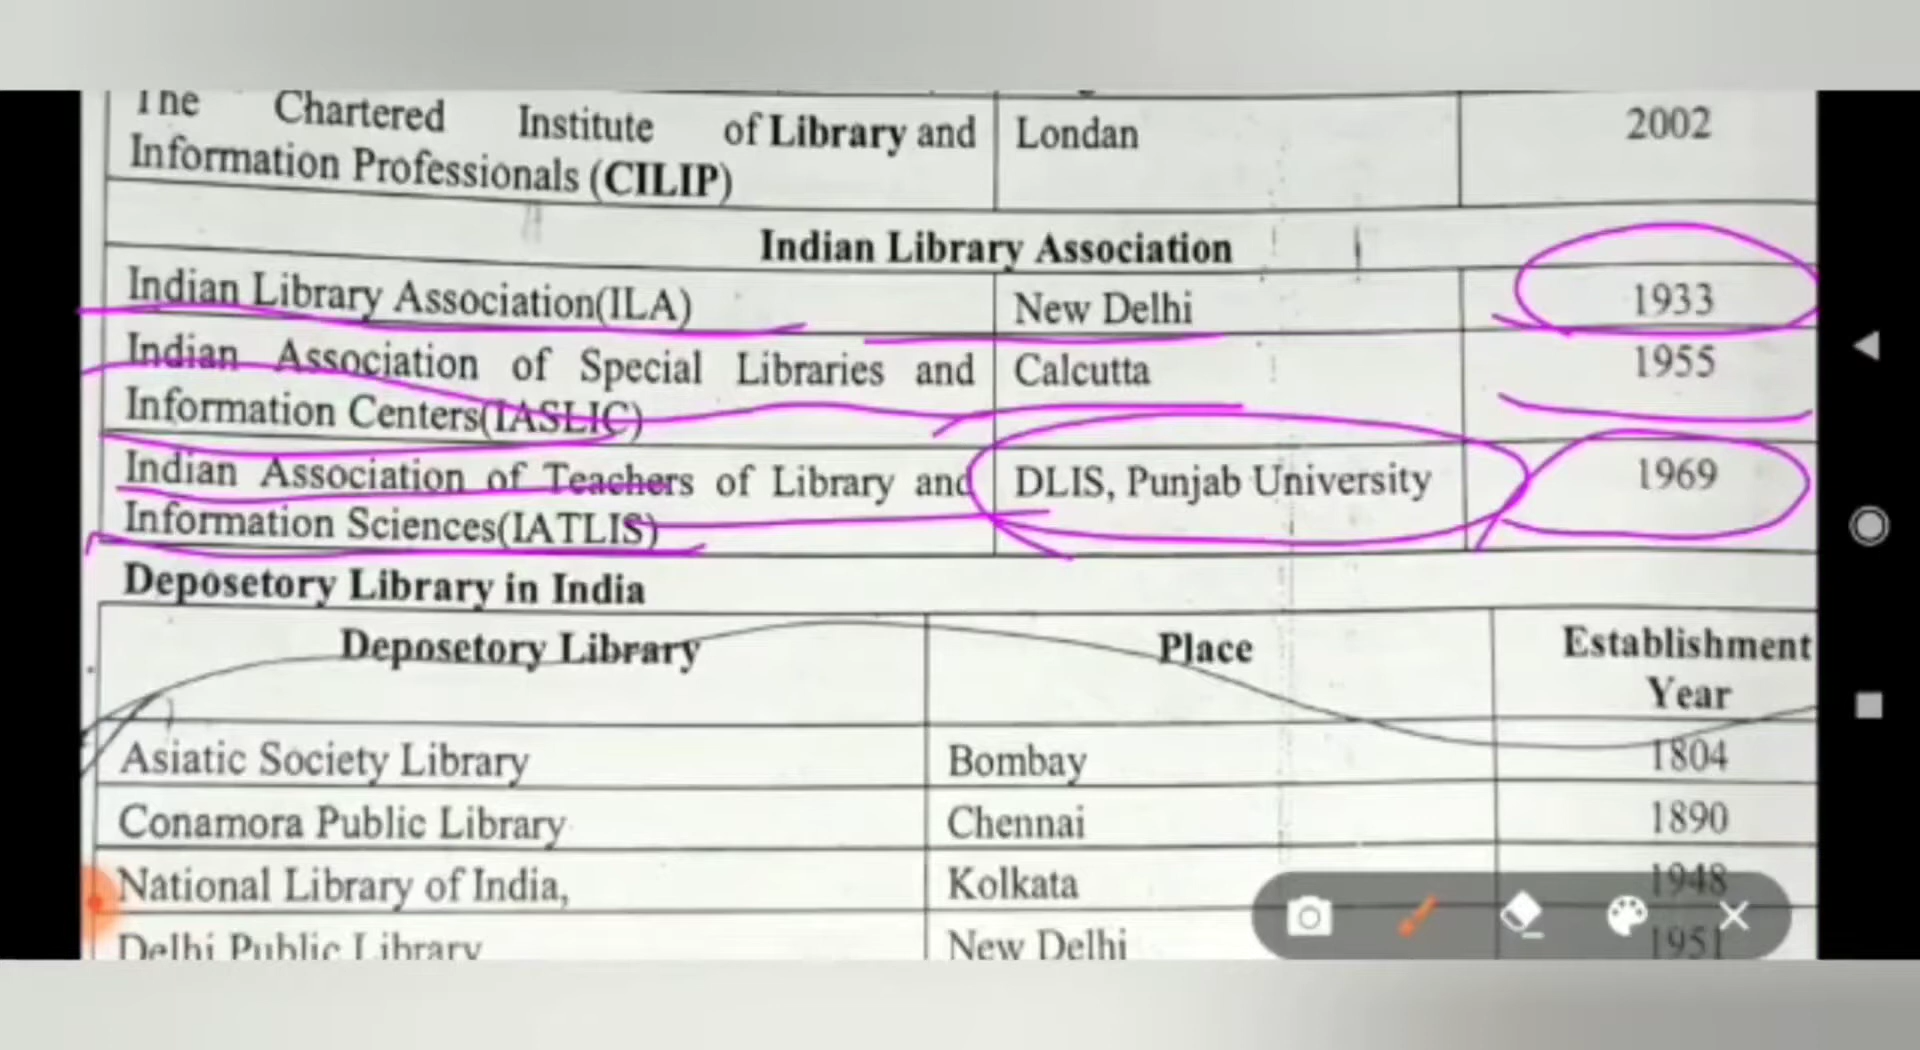 The Chartered Institute of Library and
Information Professionals (CILIP)
Londan
2002
Indian Library Association
Indian Library Association(ILA)
New Delhi
1933
Indian Association of Special Libraries and
Information Centers(IASLIC)
Calcutta
1955
Indian Association of Teachers of Library and
Information Sciences(IATLIS)
DLIS, Punjab University
1969
Deposetory Library in India
Deposetory Library
Place
Establishment
Year
Asiatic Society Library
Bombay
1804
Conamora Public Library
Chennai
1890
National Library of India,
Kolkata
1948
Delhi Public Library
New Delhi
1951